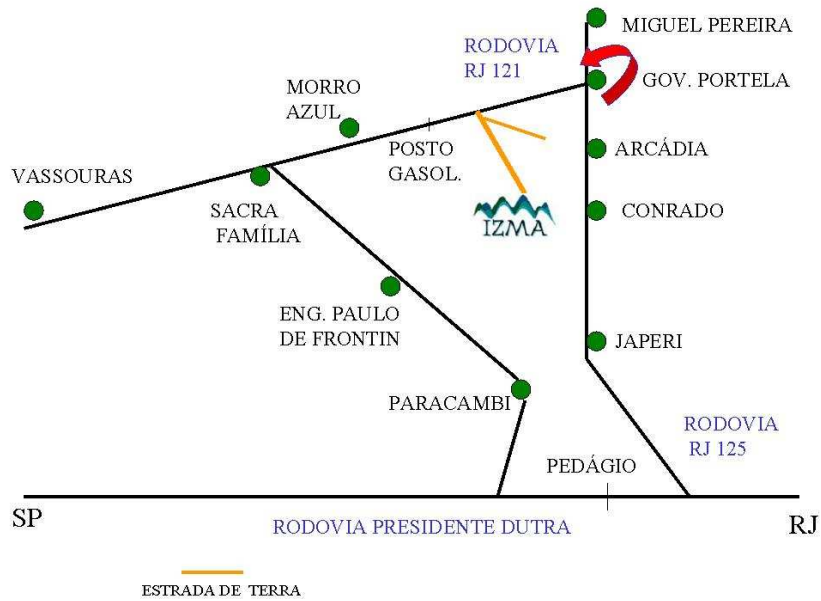 MIGUEL PEREIRA
RODOVIA
RJ 121
GOV. PORTELA
MORRO
AZUL
POSTO
GASOL.
ARCÁDIA
VASSOURAS
SACRA
FAMÍLIA
CONRADO
IZMA
ENG. PAULO
DE FRONTIN
JAPERI
PARACAMBI
RODOVIA
RJ 125
PEDÁGIO
SP
RODOVIA PRESIDENTE DUTRA
RJ
ESTRADA DE TERRA